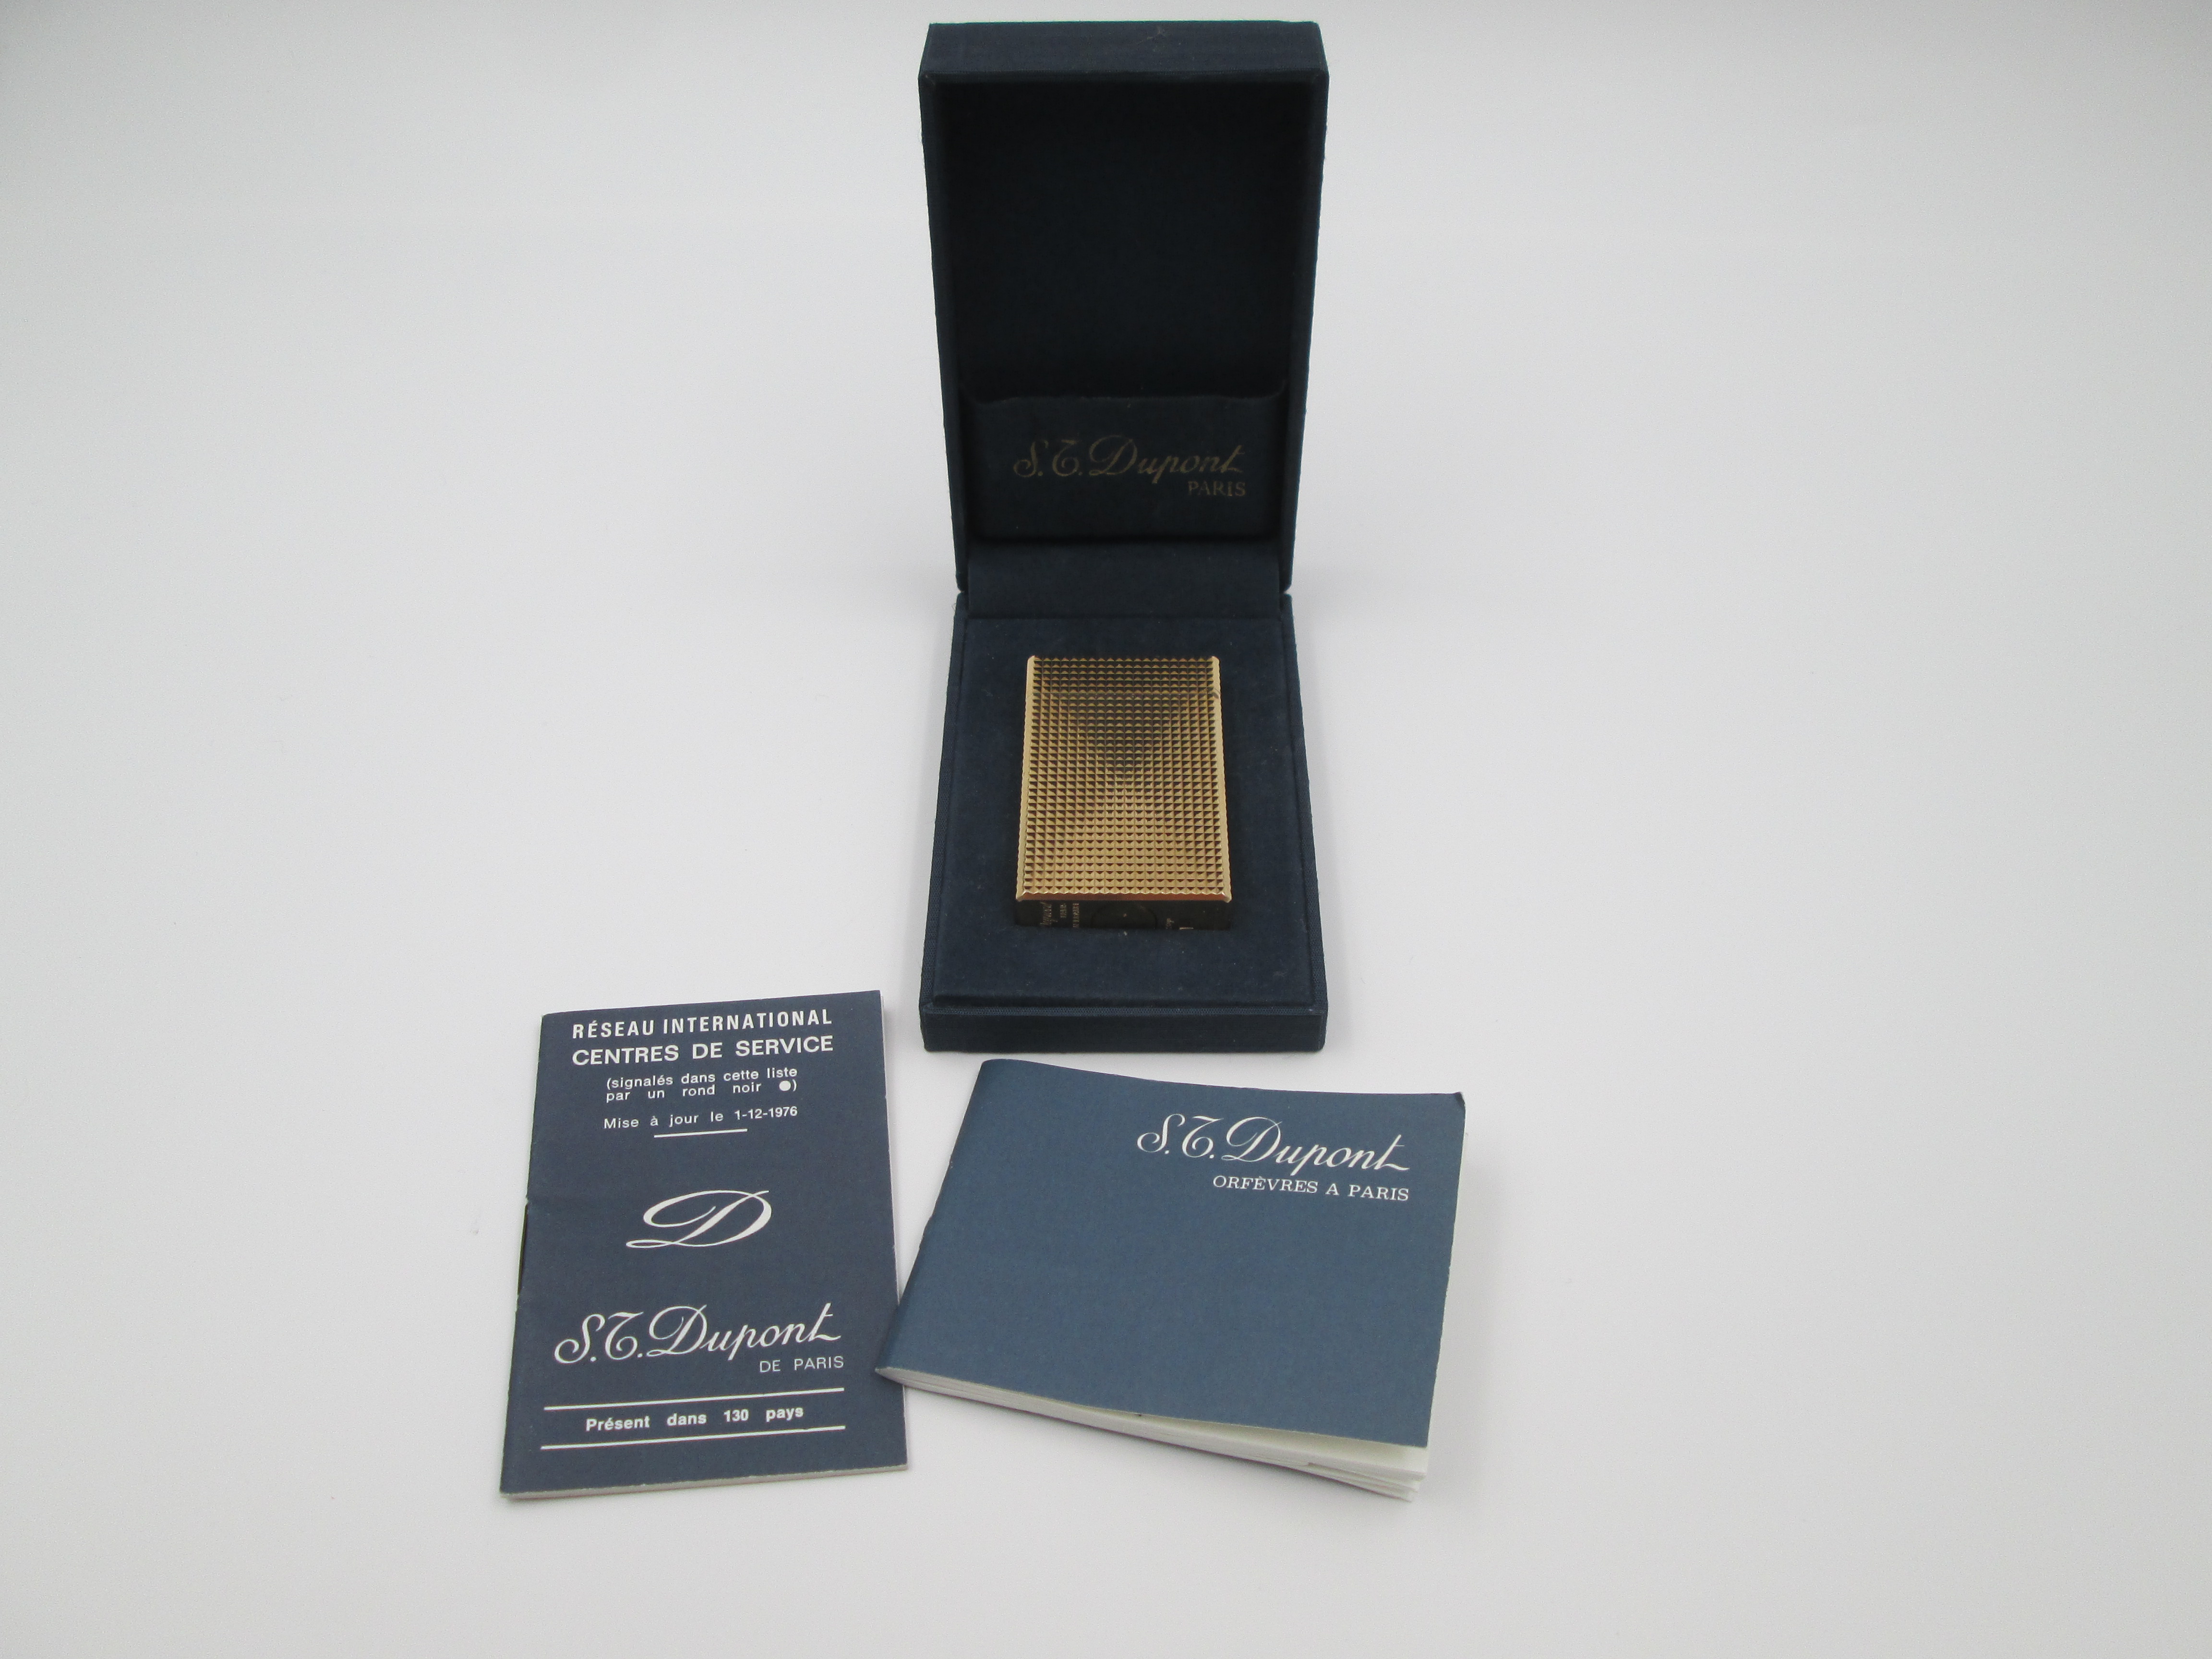 S.T. Dupont
PARIS
RÉSEAU INTERNATIONAL
CENTRES DE SERVICE
(signalés dans cette liste
par un rond noir ●)
Mise à jour le 1-12-1976
D
S.T. Dupont
DE PARIS
Présent dans 130 pays
S.T. Dupont
ORFÈVRES A PARIS